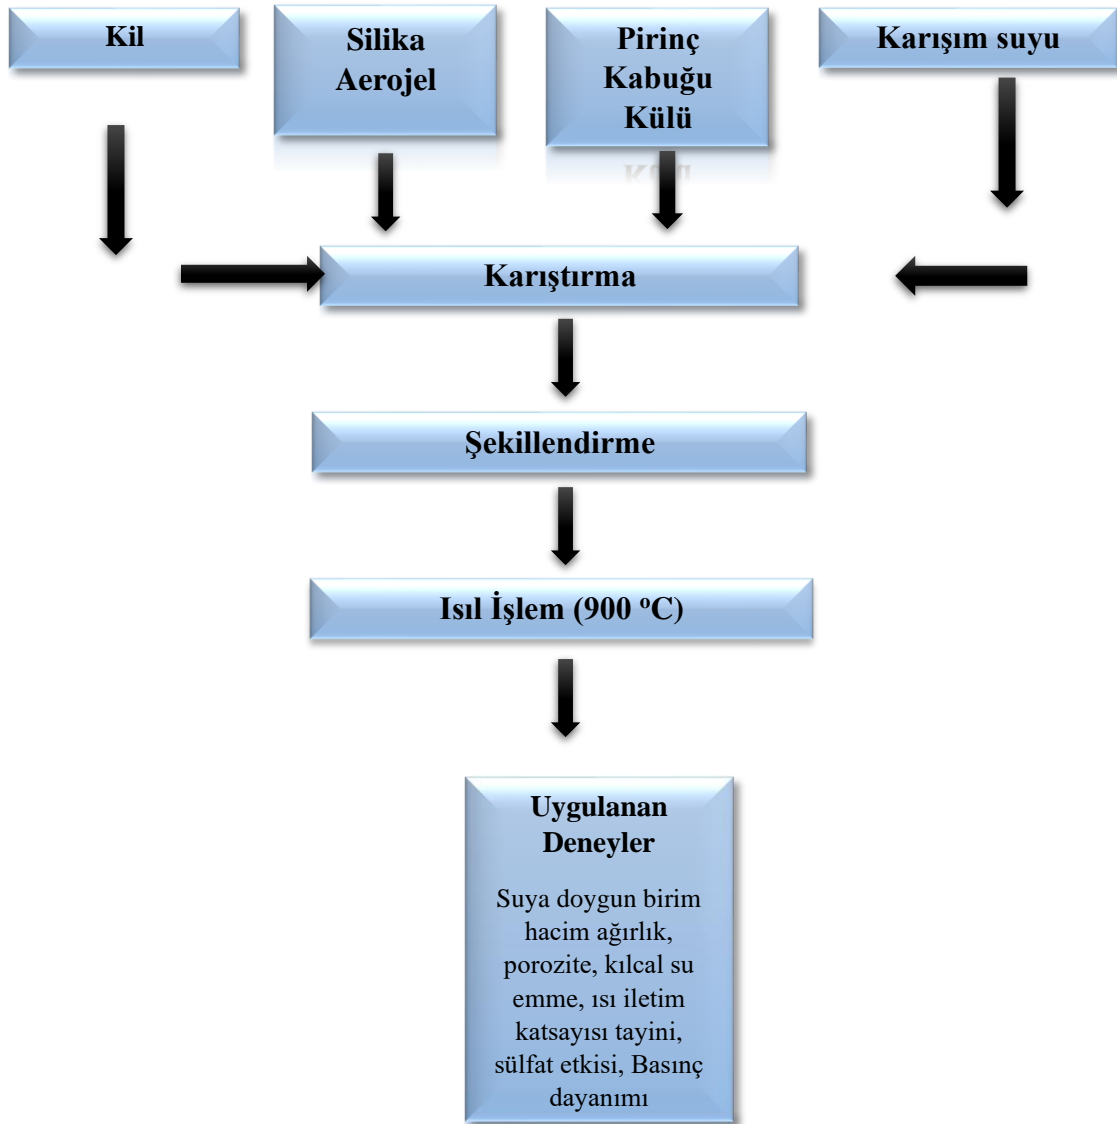 Kil
Silika
Aerojel
Pirinç
Kabuğu
Külü
Karışım suyu
Karıştırma
Şekillendirme
Isıl İşlem (900 ºC)
Uygulanan
Deneyler
Suya doygun birim
hacim ağırlık,
porozite, kılcal su
emme, ısı iletim
katsayısı tayini,
sülfat etkisi, Basınç
dayanımı